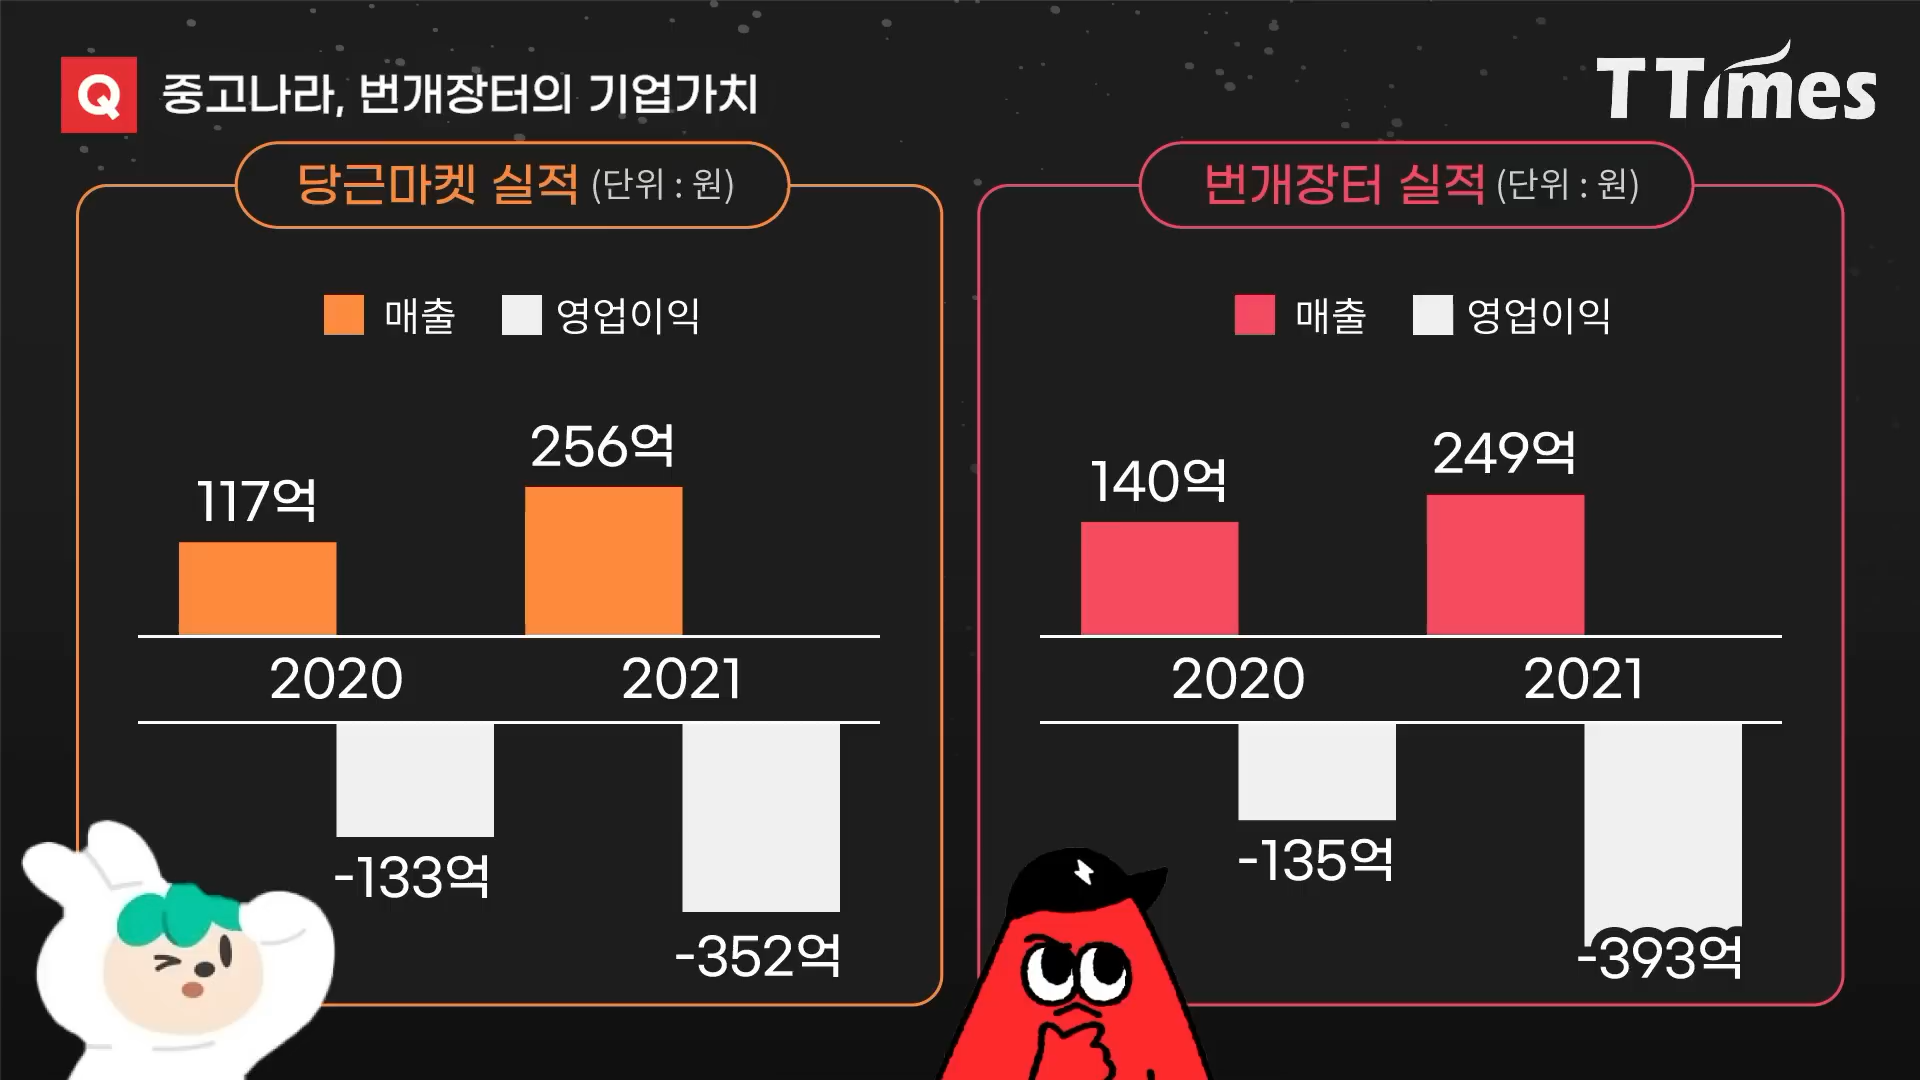 Q 중고나라, 번개장터의 기업가치
TTimes
당근마켓 실적 (단위 : 원)
매출 영업이익
117억
256억
2020 2021
-133억
-352억
번개장터 실적 (단위 : 원)
매출 영업이익
140억
249억
2020 2021
-135억
-393억